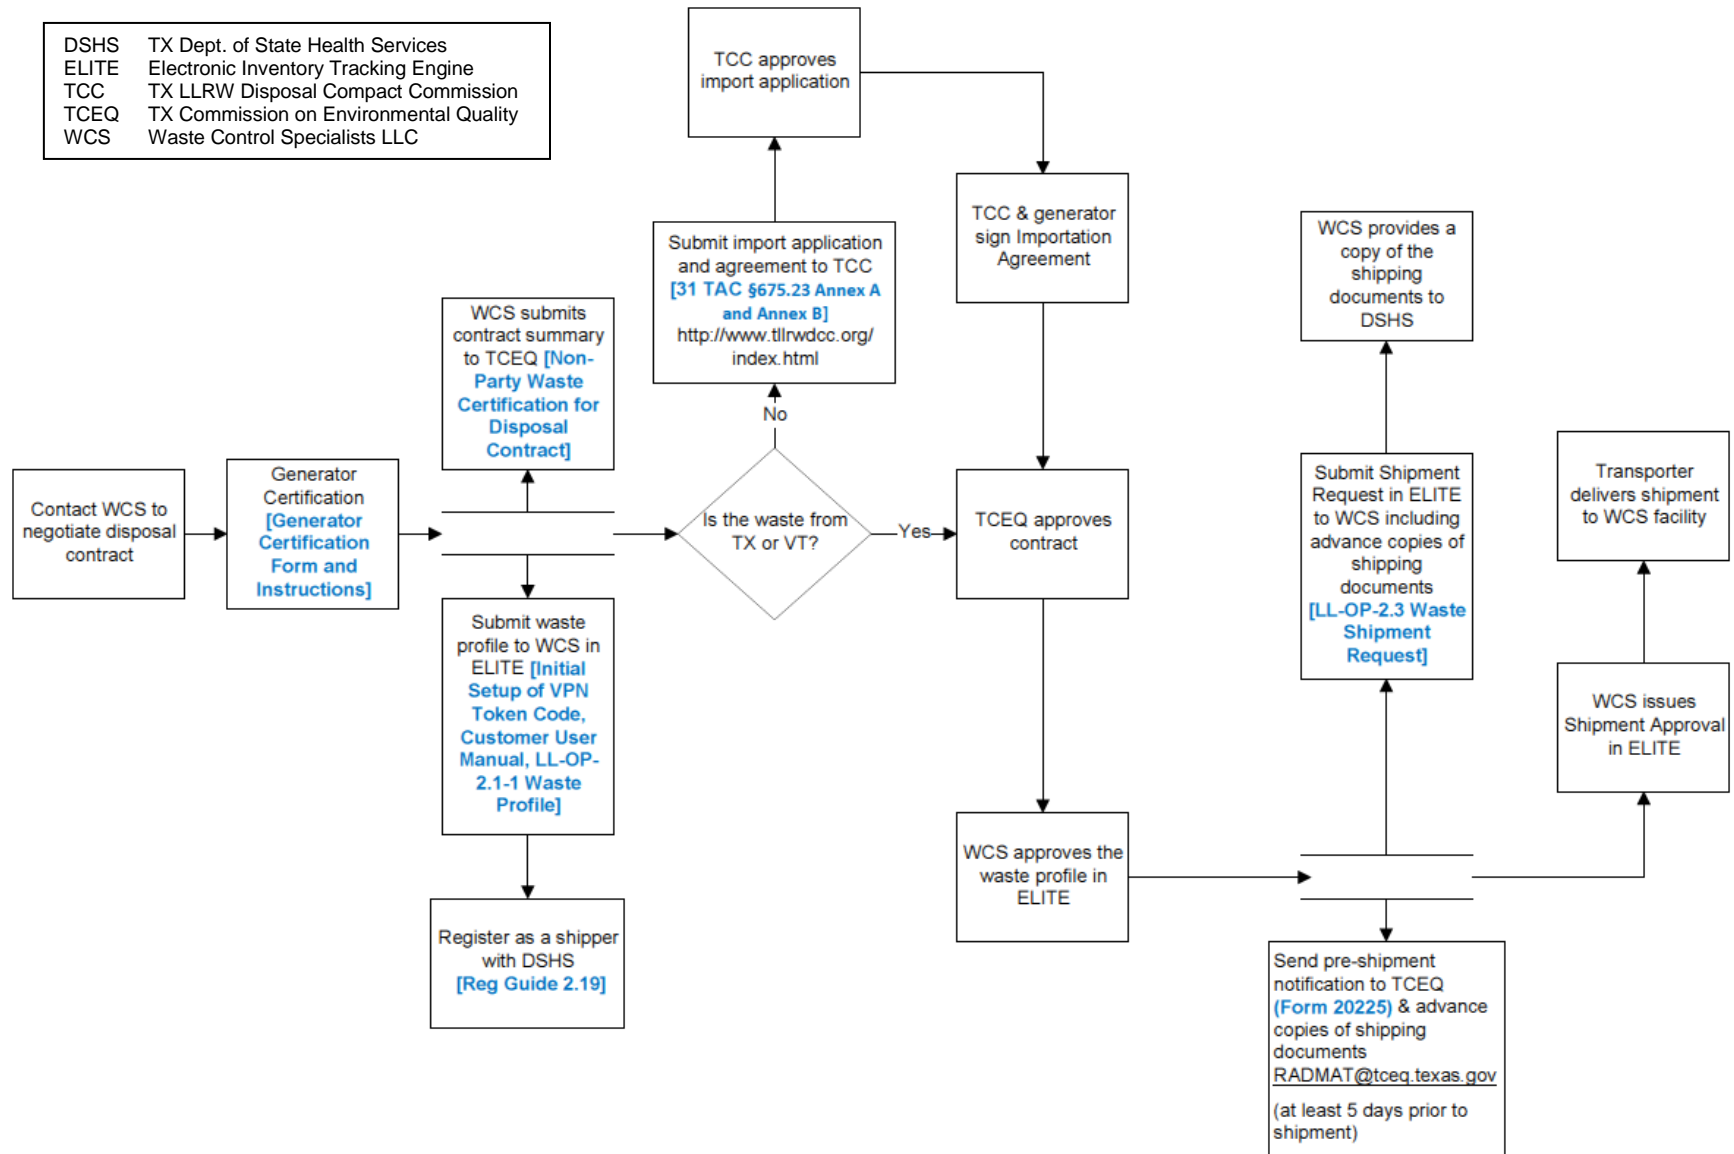 DSHS TX Dept. of State Health Services
ELITE Electronic Inventory Tracking Engine
TCC TX LLRW Disposal Compact Commission
TCEQ TX Commission on Environmental Quality
WCS Waste Control Specialists LLC
Contact WCS to
negotiate disposal
contract
Generator
Certification
[Generator
Certification
Form and
Instructions]
WCS submits
contract summary
to TCEQ [Non-
Party Waste
Certification for
Disposal
Contract]
Submit waste
profile to WCS in
ELITE [Initial
Setup of VPN
Token Code,
Customer User
Manual, LL-OP-
2.1-1 Waste
Profile]
Register as a shipper
with DSHS
[Reg Guide 2.19]
Is the waste from
TX or VT?
No
Submit import application
and agreement to TCC
[31 TAC §675.23 Annex A
and Annex B]
http://www.tllrwdcc.org/
index.html
TCC approves
import application
TCC & generator
sign Importation
Agreement
Yes
TCEQ approves
contract
WCS approves the
waste profile in
ELITE
WCS provides a
copy of the
shipping
documents to
DSHS
Submit Shipment
Request in ELITE
to WCS including
advance copies of
shipping
documents
[LL-OP-2.3 Waste
Shipment
Request]
Send pre-shipment
notification to TCEQ
(Form 20225) & advance
copies of shipping
documents
RADMAT@tceq.texas.gov
(at least 5 days prior to
shipment)
WCS issues
Shipment Approval
in ELITE
Transporter
delivers shipment
to WCS facility